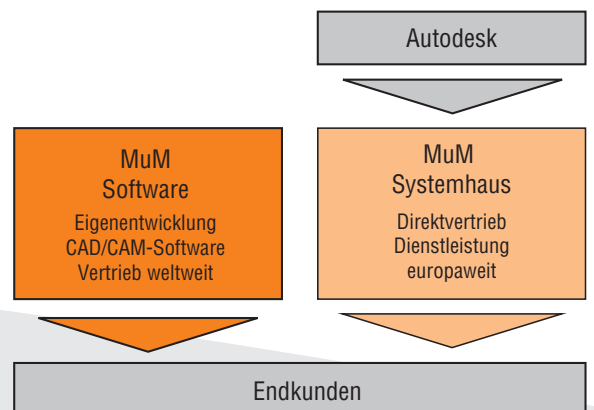 Autodesk
MuM
Software
Eigenentwicklung
CAD/CAM-Software
Vertrieb weltweit
MuM
Systemhaus
Direktvertrieb
Dienstleistung
europaweit
Endkunden